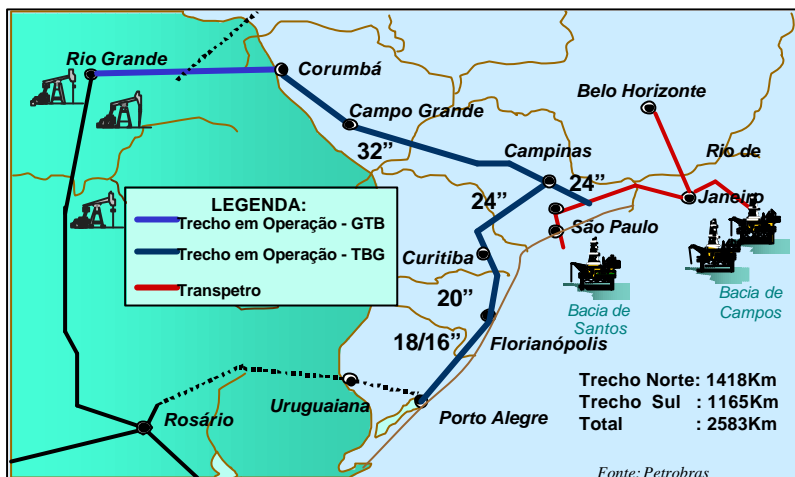 Rio Grande
Corumbá
Belo Horizonte
Campo Grande
32”
Campinas
Rio de
Janeiro
24”
24”
LEGENDA:
Trecho em Operação - GTB
Trecho em Operação - TBG
Transpetro
São Paulo
Curitiba
Bacia de
Santos
Bacia de
Campos
20”
18/16”
Florianópolis
Uruguaiana
Rosário
Porto Alegre
Trecho Norte: 1418Km
Trecho Sul : 1165Km
Total : 2583Km
Fonte: Petrobras